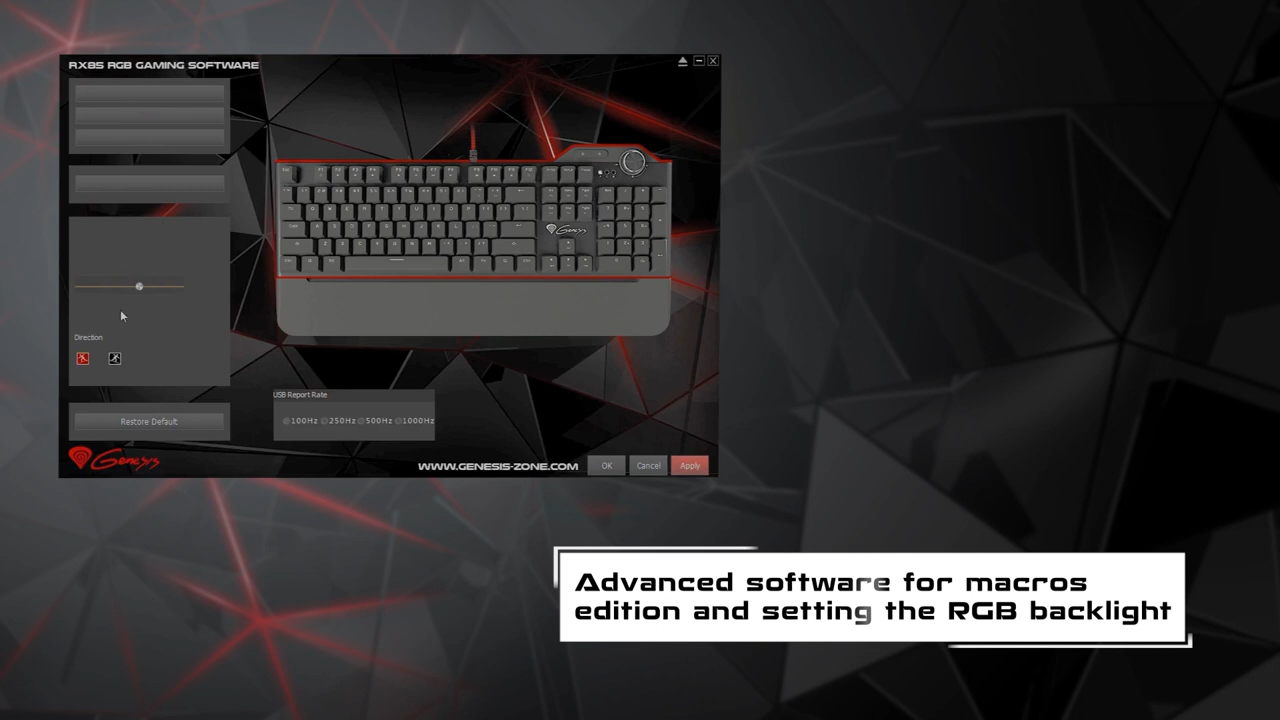 RX85 RGB GAMING SOFTWARE
Direction
Restore Default
USB Report Rate
100Hz 250Hz 500Hz 1000Hz
Genesis
Genesis
WWW.GENESIS-ZONE.COM
OK
Cancel
Apply
Advanced software for macros
edition and setting the RGB backlight